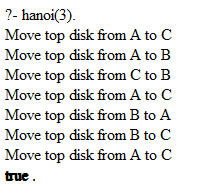 ?- hanoi(3).
Move top disk from A to C
Move top disk from A to B
Move top disk from C to B
Move top disk from A to C
Move top disk from B to A
Move top disk from B to C
Move top disk from A to C
true .